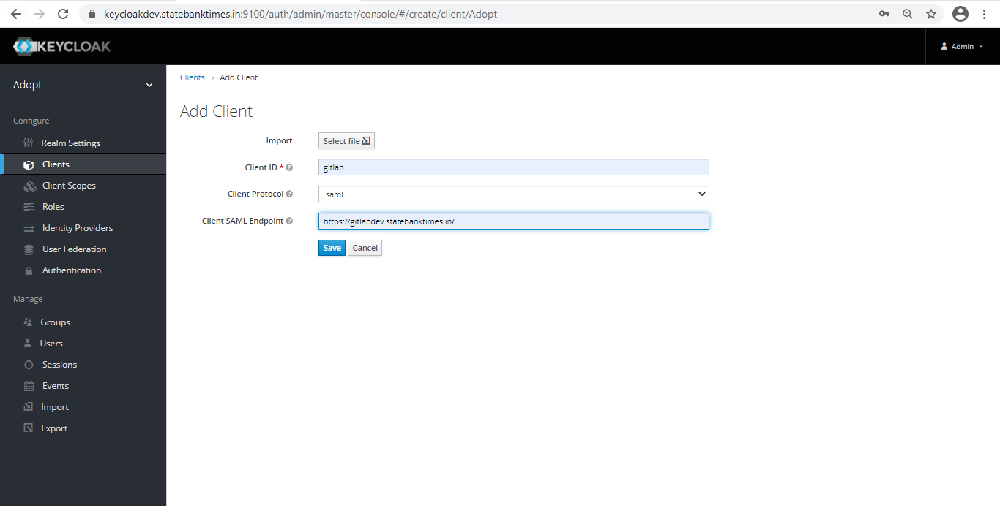 keycloakdev.statebanktimes.in:9100/auth/admin/master/console/#/create/client/Adopt
KEYCLOAK
Admin
Adopt
Configure
Realm Settings
Clients
Client Scopes
Roles
Identity Providers
User Federation
Authentication
Manage
Groups
Users
Sessions
Events
Import
Export
Clients > Add Client
Add Client
Import Select file
Client ID * gitlab
Client Protocol saml
Client SAML Endpoint https://gitlabdev.statebanktimes.in/
Save Cancel